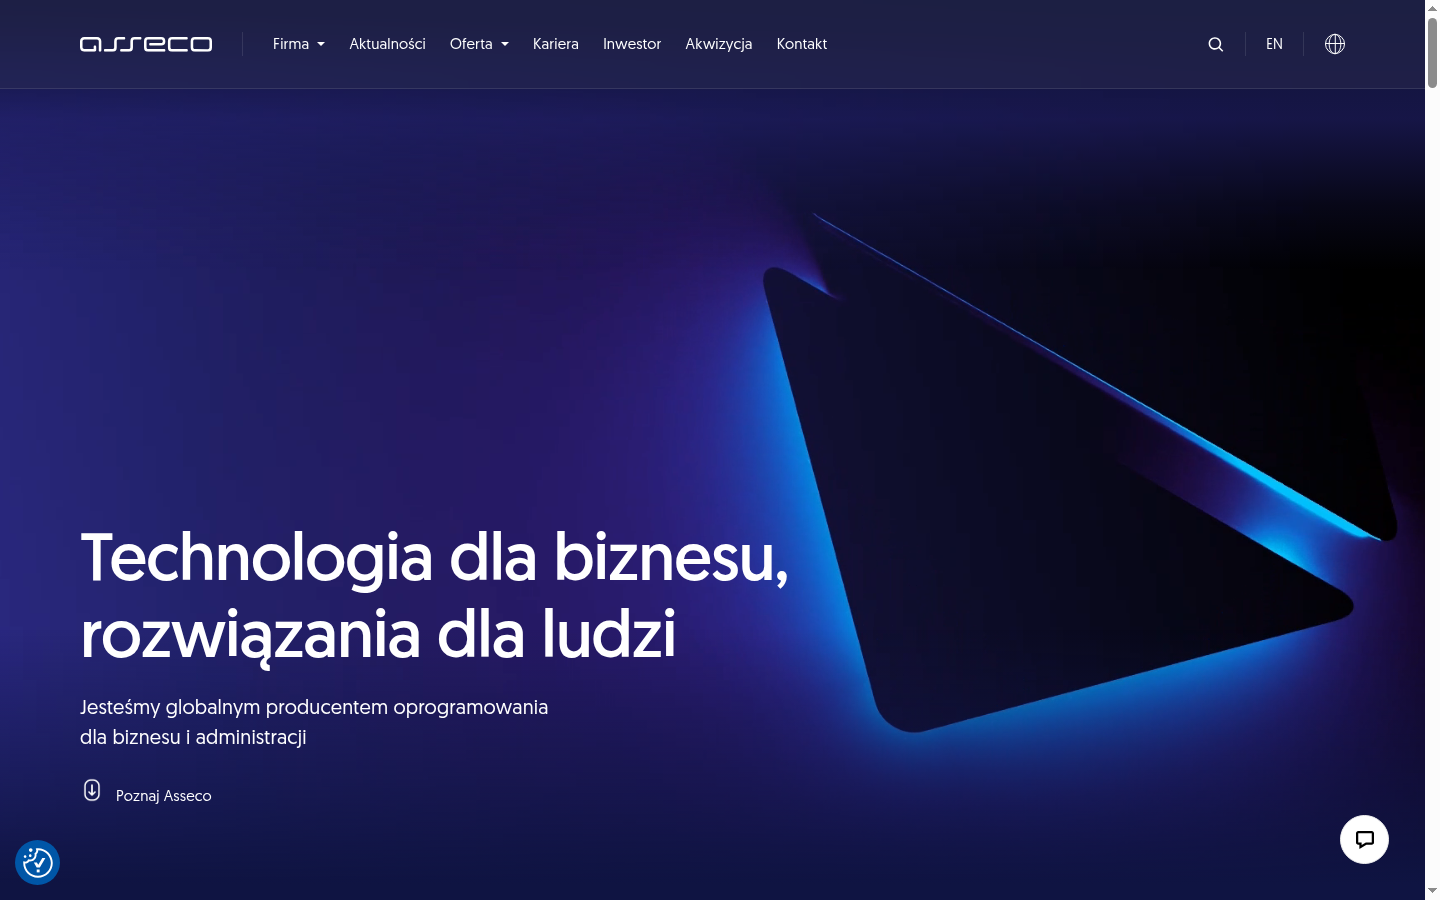 asseco
Firma
Aktualności
Oferta
Kariera
Inwestor
Akwizycja
Kontakt
EN
Technologia dla biznesu,
rozwiązania dla ludzi
Jesteśmy globalnym producentem oprogramowania
dla biznesu i administracji
Poznaj Asseco